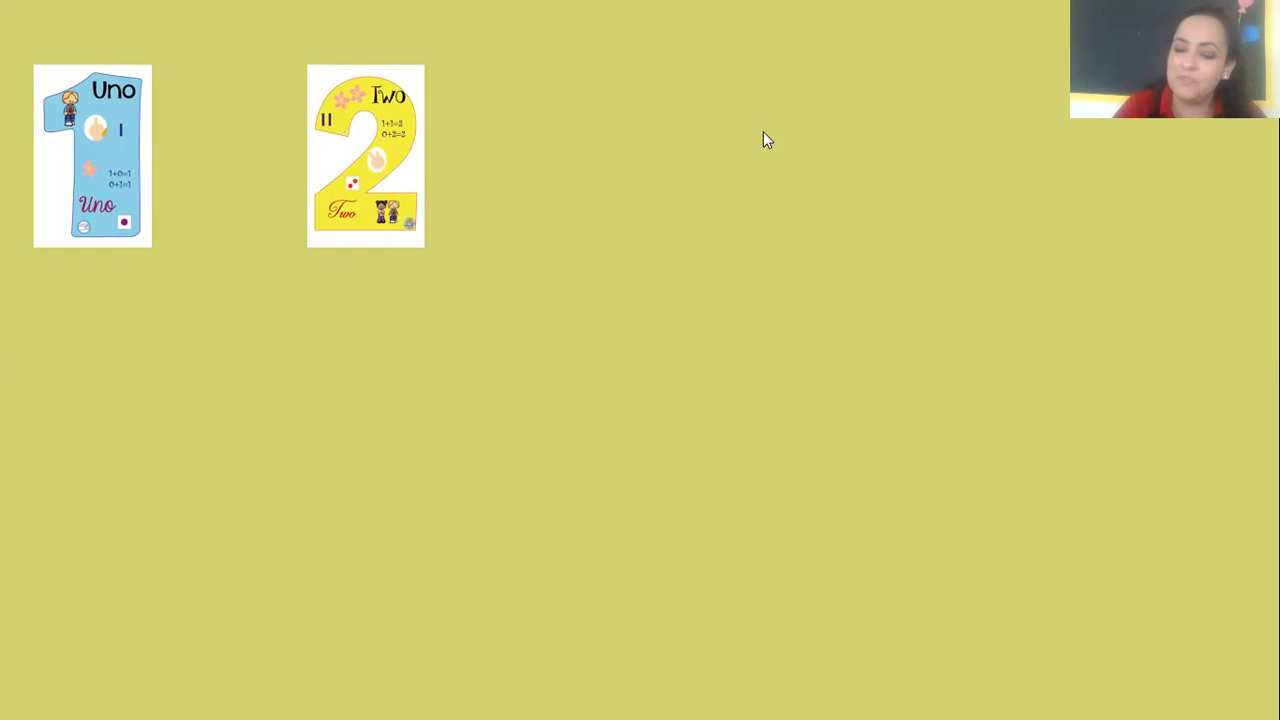 Uno
I
1+0=1
0+1=1
Uno
Two
II
1+1=2
0+2=2
Two